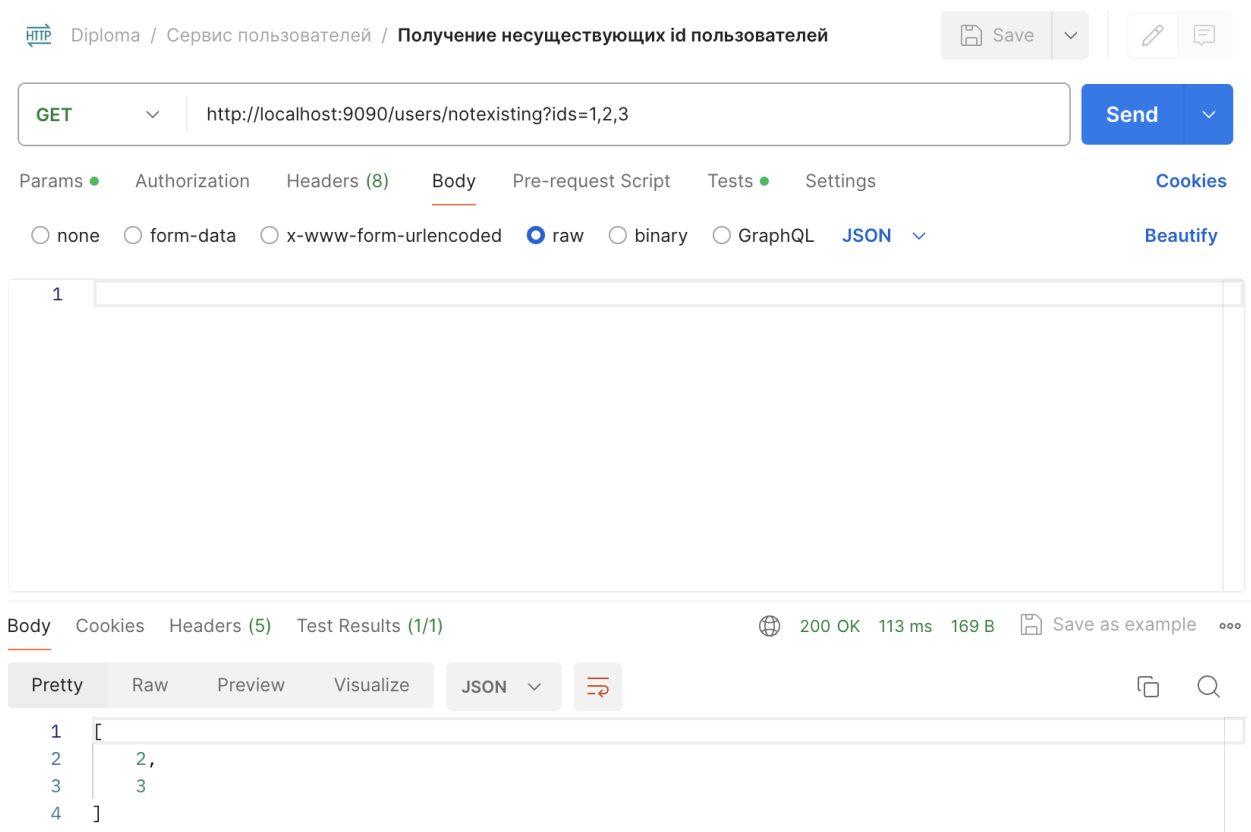 HTTP Diploma / Сервис пользователей / Получение несуществующих id пользователей Save
GET http://localhost:9090/users/notexisting?ids=1,2,3 Send
Params Authorization Headers (8) Body Pre-request Script Tests Settings Cookies
none form-data x-www-form-urlencoded raw binary GraphQL JSON Beautify
1
Body Cookies Headers (5) Test Results (1/1) 200 OK 113 ms 169 B Save as example
Pretty Raw Preview Visualize JSON
1 [
2 2,
3 3
4 ]